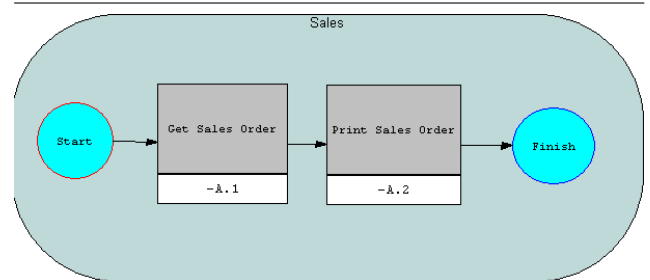 Sales
Start
Get Sales Order
-A.1
Print Sales Order
-A.2
Finish